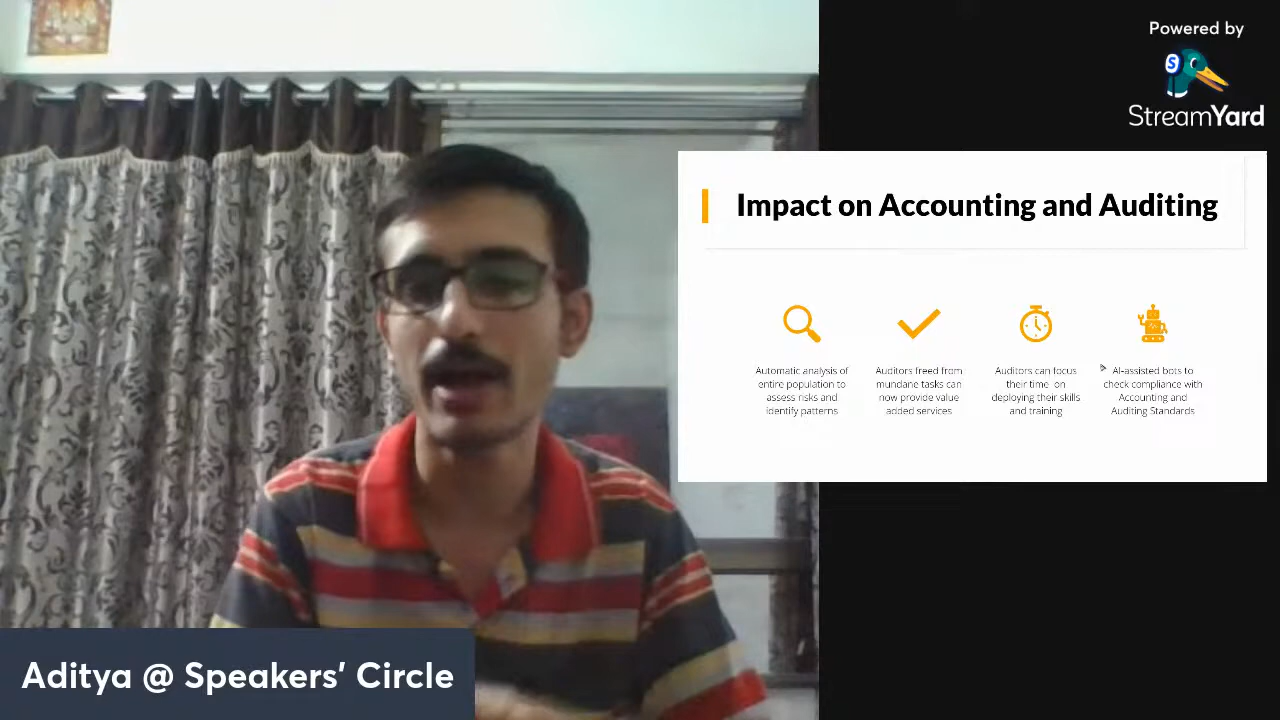 Powered by
StreamYard
Impact on Accounting and Auditing
Automatic analysis of
entire population to
assess risks and
identify patterns
Auditors freed from
mundane tasks can
now provide value
added services
Auditors can focus
their time on
deploying their skills
and training
AI-assisted bots to
check compliance with
Accounting and
Auditing Standards
Aditya @ Speakers' Circle